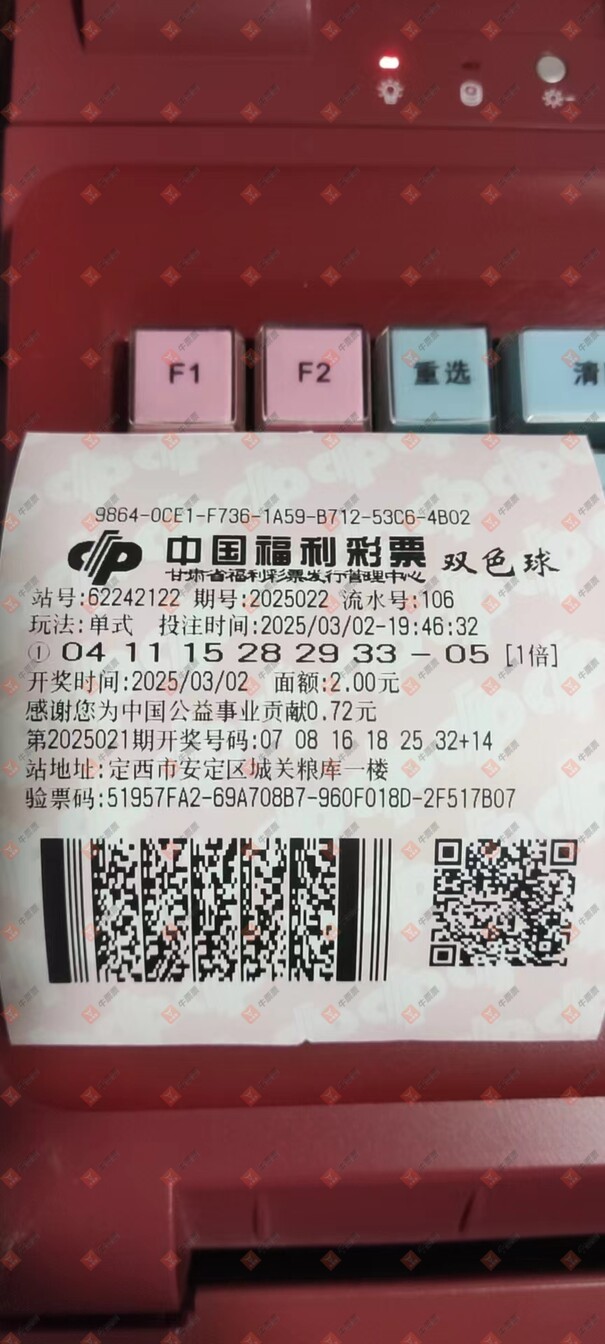 F1 F2 重选 清
9864-0CE1-F736-1A59-B712-53C6-4B02
中国福利彩票 双色球
甘肃省福利彩票发行管理中心
站号:62242122 期号:2025022 流水号:106
玩法:单式 投注时间:2025/03/02-19:46:32
① 04 11 15 28 29 33 - 05 [1倍]
开奖时间:2025/03/02 面额:2.00元
感谢您为中国公益事业贡献0.72元
第2025021期开奖号码:07 08 16 18 25 32+14
站地址:定西市安定区城关粮库一楼
验票码:51957FA2-69A708B7-960F018D-2F517B07